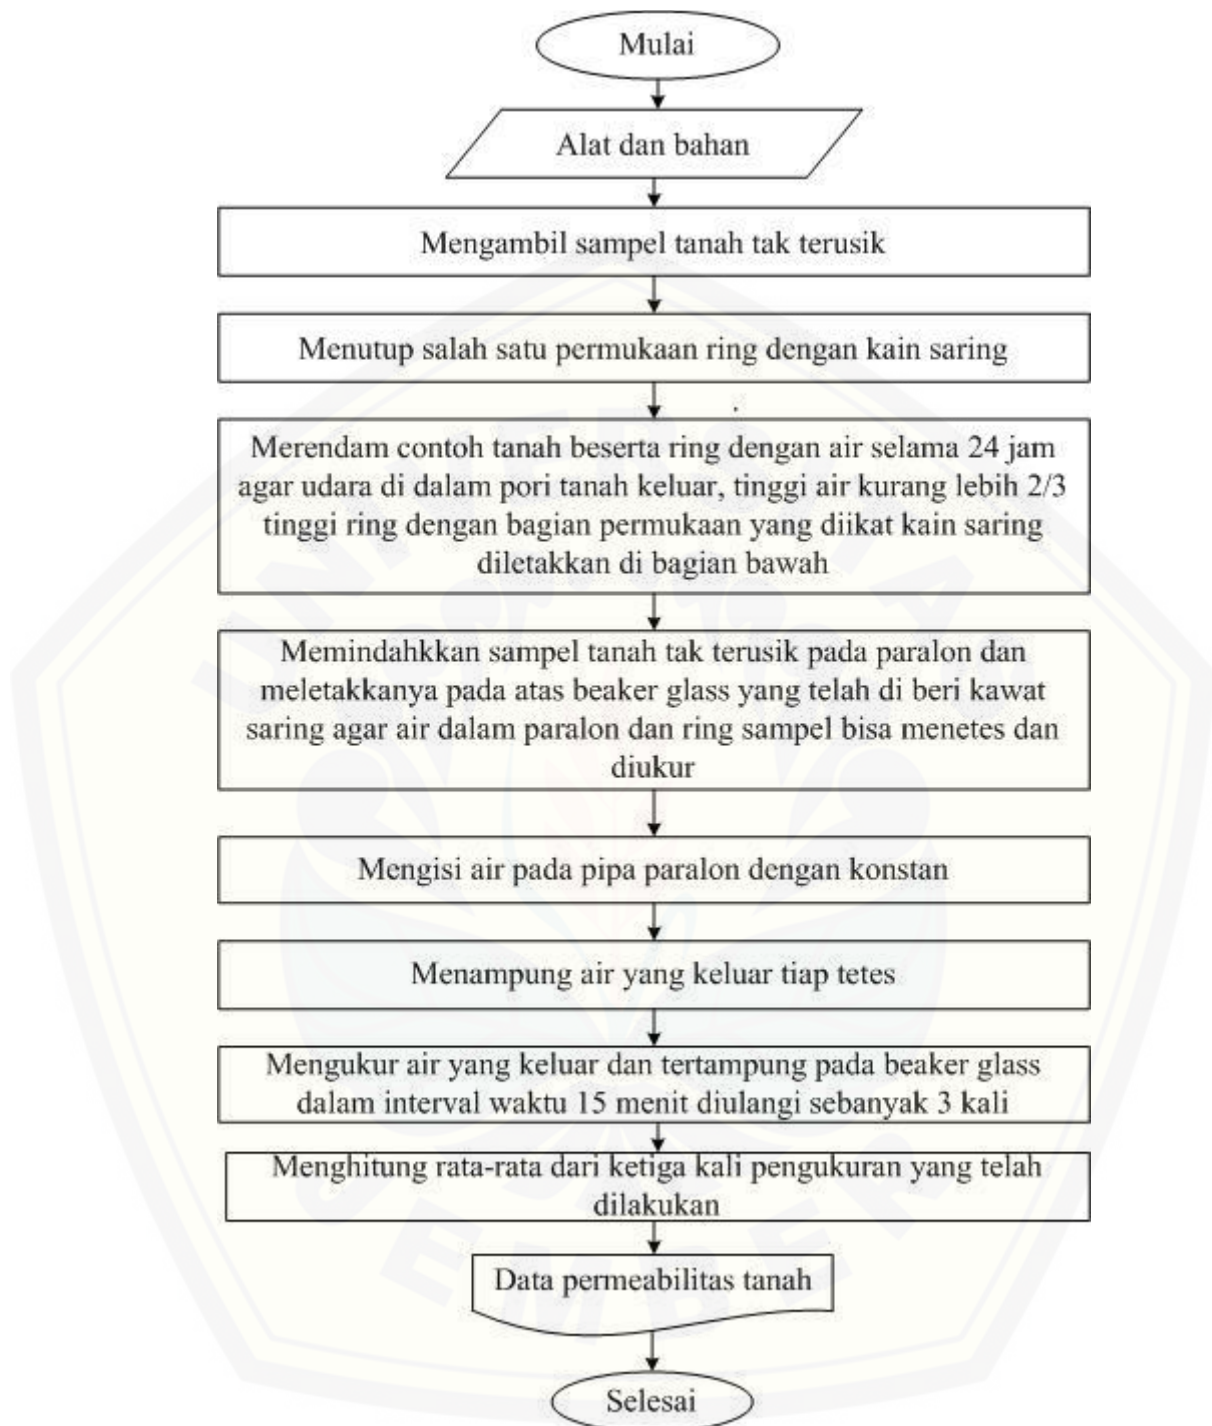 Mulai
Alat dan bahan
Mengambil sampel tanah tak terusik
Menutup salah satu permukaan ring dengan kain saring
Merendam contoh tanah beserta ring dengan air selama 24 jam
agar udara di dalam pori tanah keluar, tinggi air kurang lebih 2/3
tinggi ring dengan bagian permukaan yang diikat kain saring
diletakkan di bagian bawah
Memindahkkan sampel tanah tak terusik pada paralon dan
meletakkanya pada atas beaker glass yang telah di beri kawat
saring agar air dalam paralon dan ring sampel bisa menetes dan
diukur
Mengisi air pada pipa paralon dengan konstan
Menampung air yang keluar tiap tetes
Mengukur air yang keluar dan tertampung pada beaker glass
dalam interval waktu 15 menit diulangi sebanyak 3 kali
Menghitung rata-rata dari ketiga kali pengukuran yang telah
dilakukan
Data permeabilitas tanah
Selesai
UNIVERSITAS
JEMBER